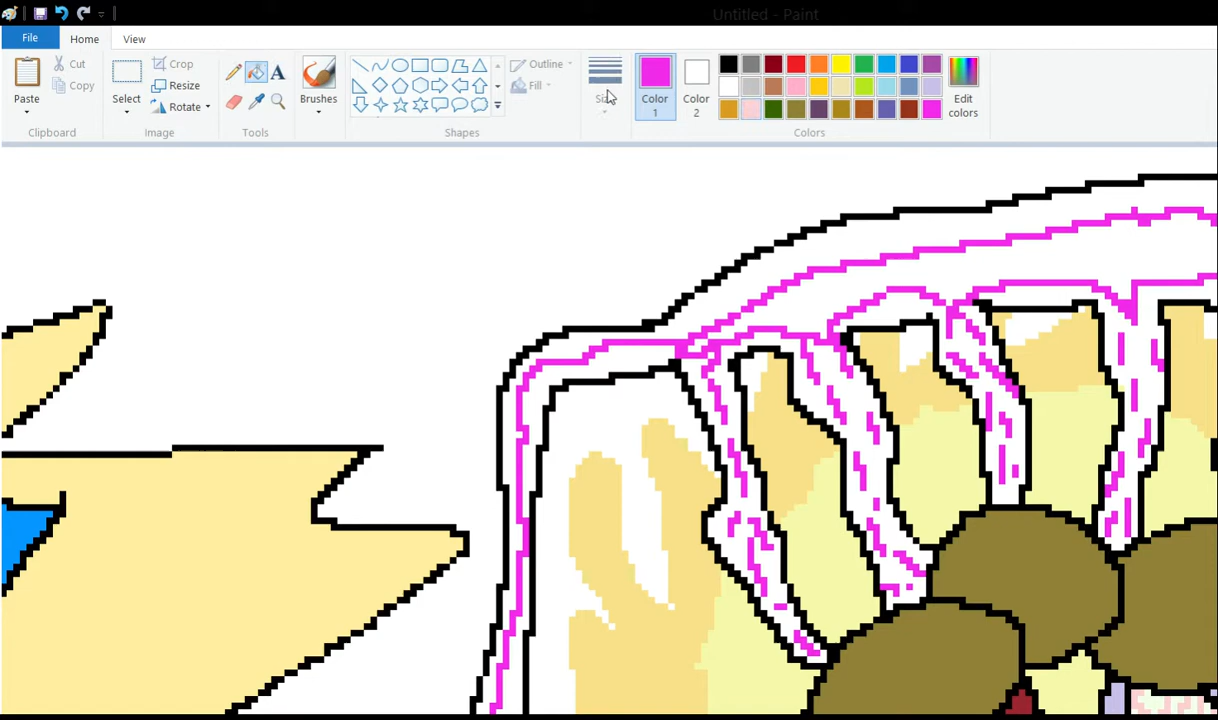 Untitled - Paint
File
Home
View
Paste
Cut
Copy
Clipboard
Select
Crop
Resize
Rotate
Image
A
Tools
Brushes
Outline
Fill
Shapes
Size
Color
1
Color
2
Edit
colors
Colors